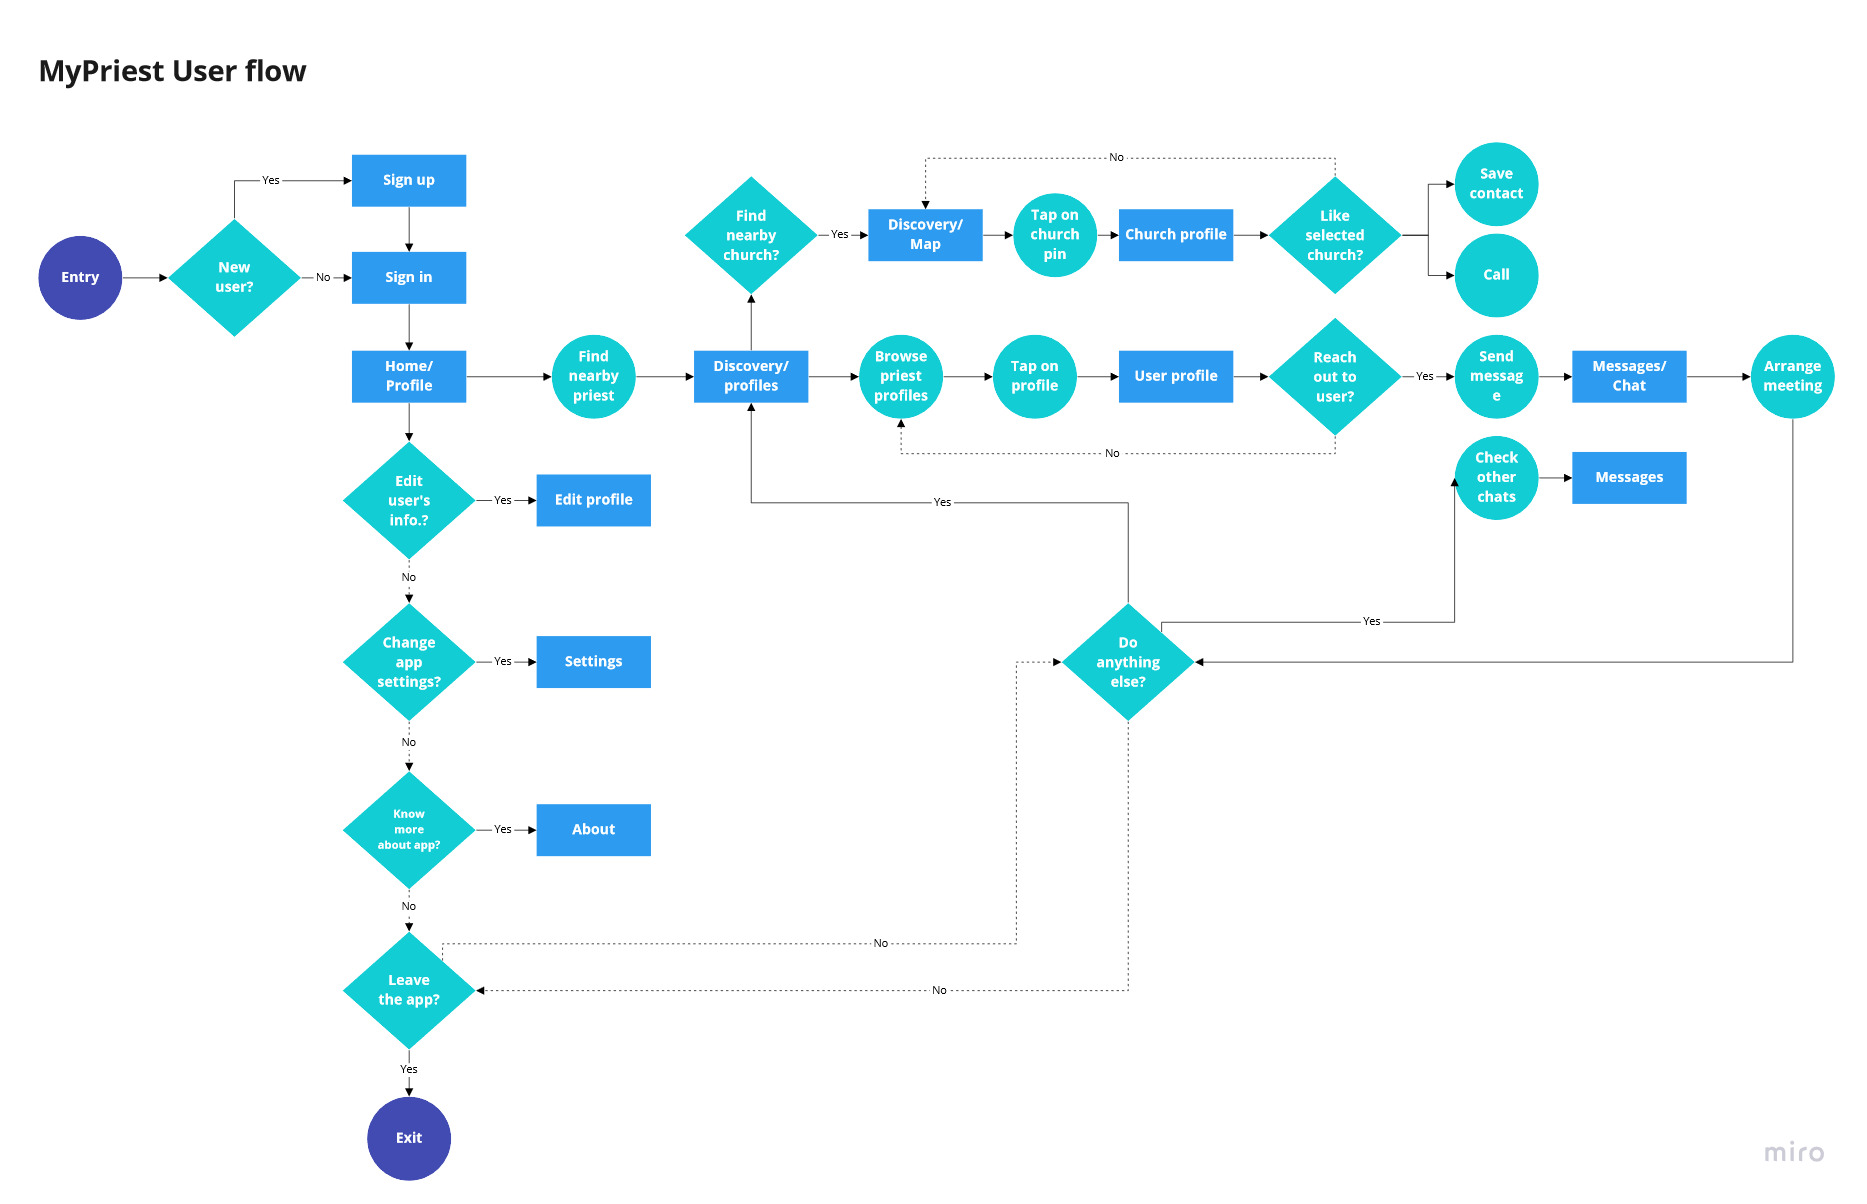 MyPriest User flow
Entry
New
user?
Yes
No
Sign up
Sign in
Home/
Profile
Find
nearby
priest
Discovery/
profiles
Find
nearby
church?
Yes
Discovery/
Map
Tap on
church
pin
Church profile
Like
selected
church?
No
Save
contact
Call
Browse
priest
profiles
Tap on
profile
User profile
Reach
out to
user?
No
Yes
Send
messag
e
Messages/
Chat
Arrange
meeting
Check
other
chats
Messages
Edit
user's
info.?
Yes
Edit profile
No
Change
app
settings?
Yes
Settings
No
Know
more
about app?
Yes
About
No
Leave
the app?
Yes
Exit
Do
anything
else?
Yes
Yes
No
No
miro